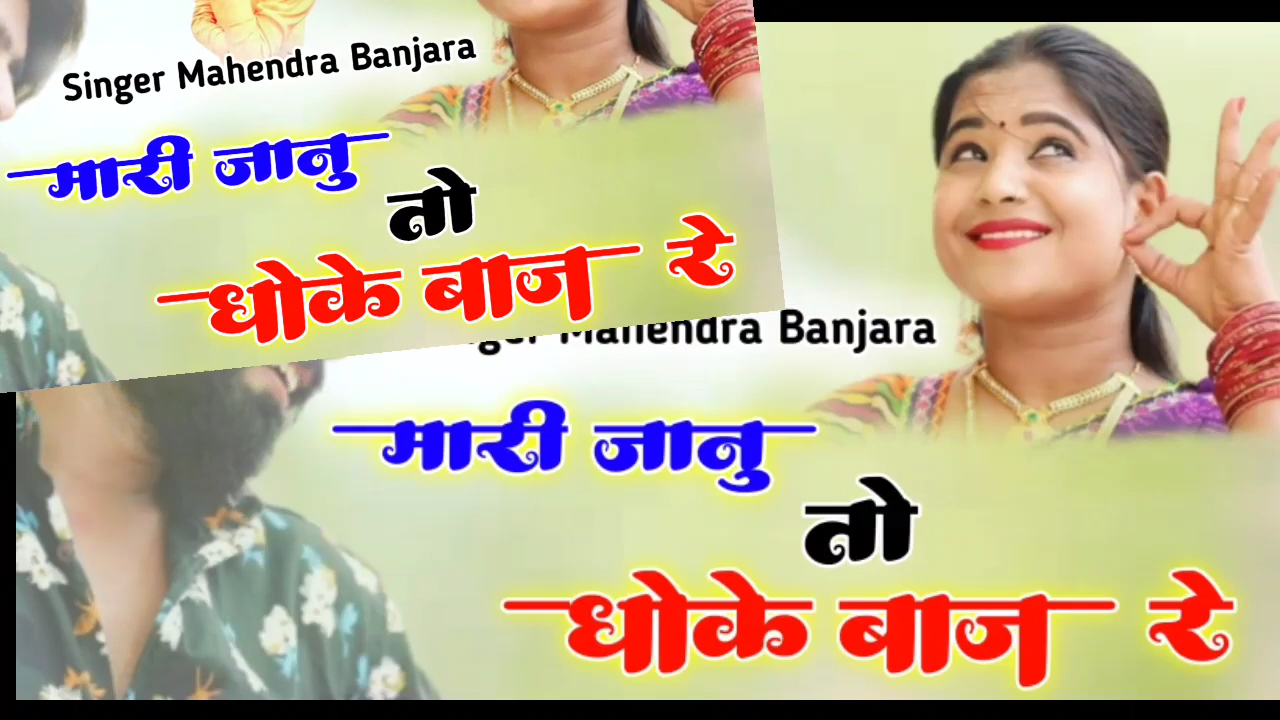 Singer Mahendra Banjara
मारी जानु
तो
धोके बाज रे
Mahendra Banjara
मारी जानु
तो
धोके बाज रे